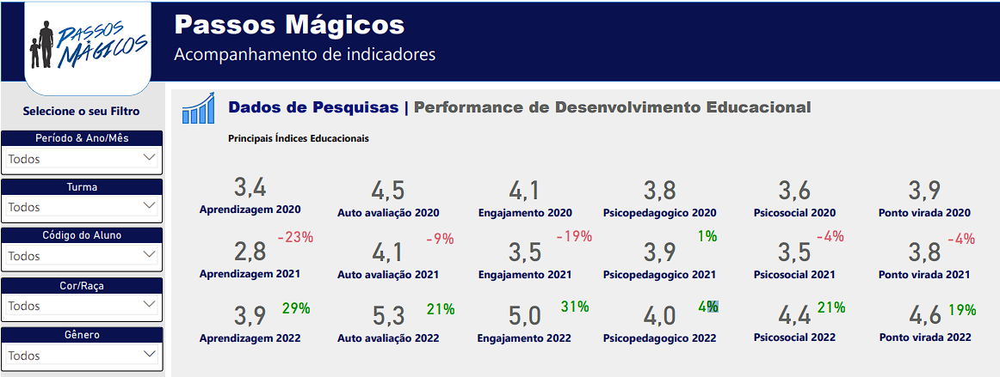 PASSOS
MÁGICOS
Passos Mágicos
Acompanhamento de indicadores
Selecione o seu Filtro
Período & Ano/Mês
Todos
Turma
Todos
Código do Aluno
Todos
Cor/Raça
Todos
Gênero
Todos
Dados de Pesquisas | Performance de Desenvolvimento Educacional
Principais Índices Educacionais
3,4 4,5 4,1 3,8 3,6 3,9
Aprendizagem 2020 Auto avaliação 2020 Engajamento 2020 Psicopedagogico 2020 Psicosocial 2020 Ponto virada 2020
-23% -9% -19% 1% -4% -4%
2,8 4,1 3,5 3,9 3,5 3,8
Aprendizagem 2021 Auto avaliação 2021 Engajamento 2021 Psicopedagogico 2021 Psicosocial 2021 Ponto virada 2021
3,9 29% 5,3 21% 5,0 31% 4,0 4% 4,4 21% 4,6 19%
Aprendizagem 2022 Auto avaliação 2022 Engajamento 2022 Psicopedagogico 2022 Psicosocial 2022 Ponto virada 2022